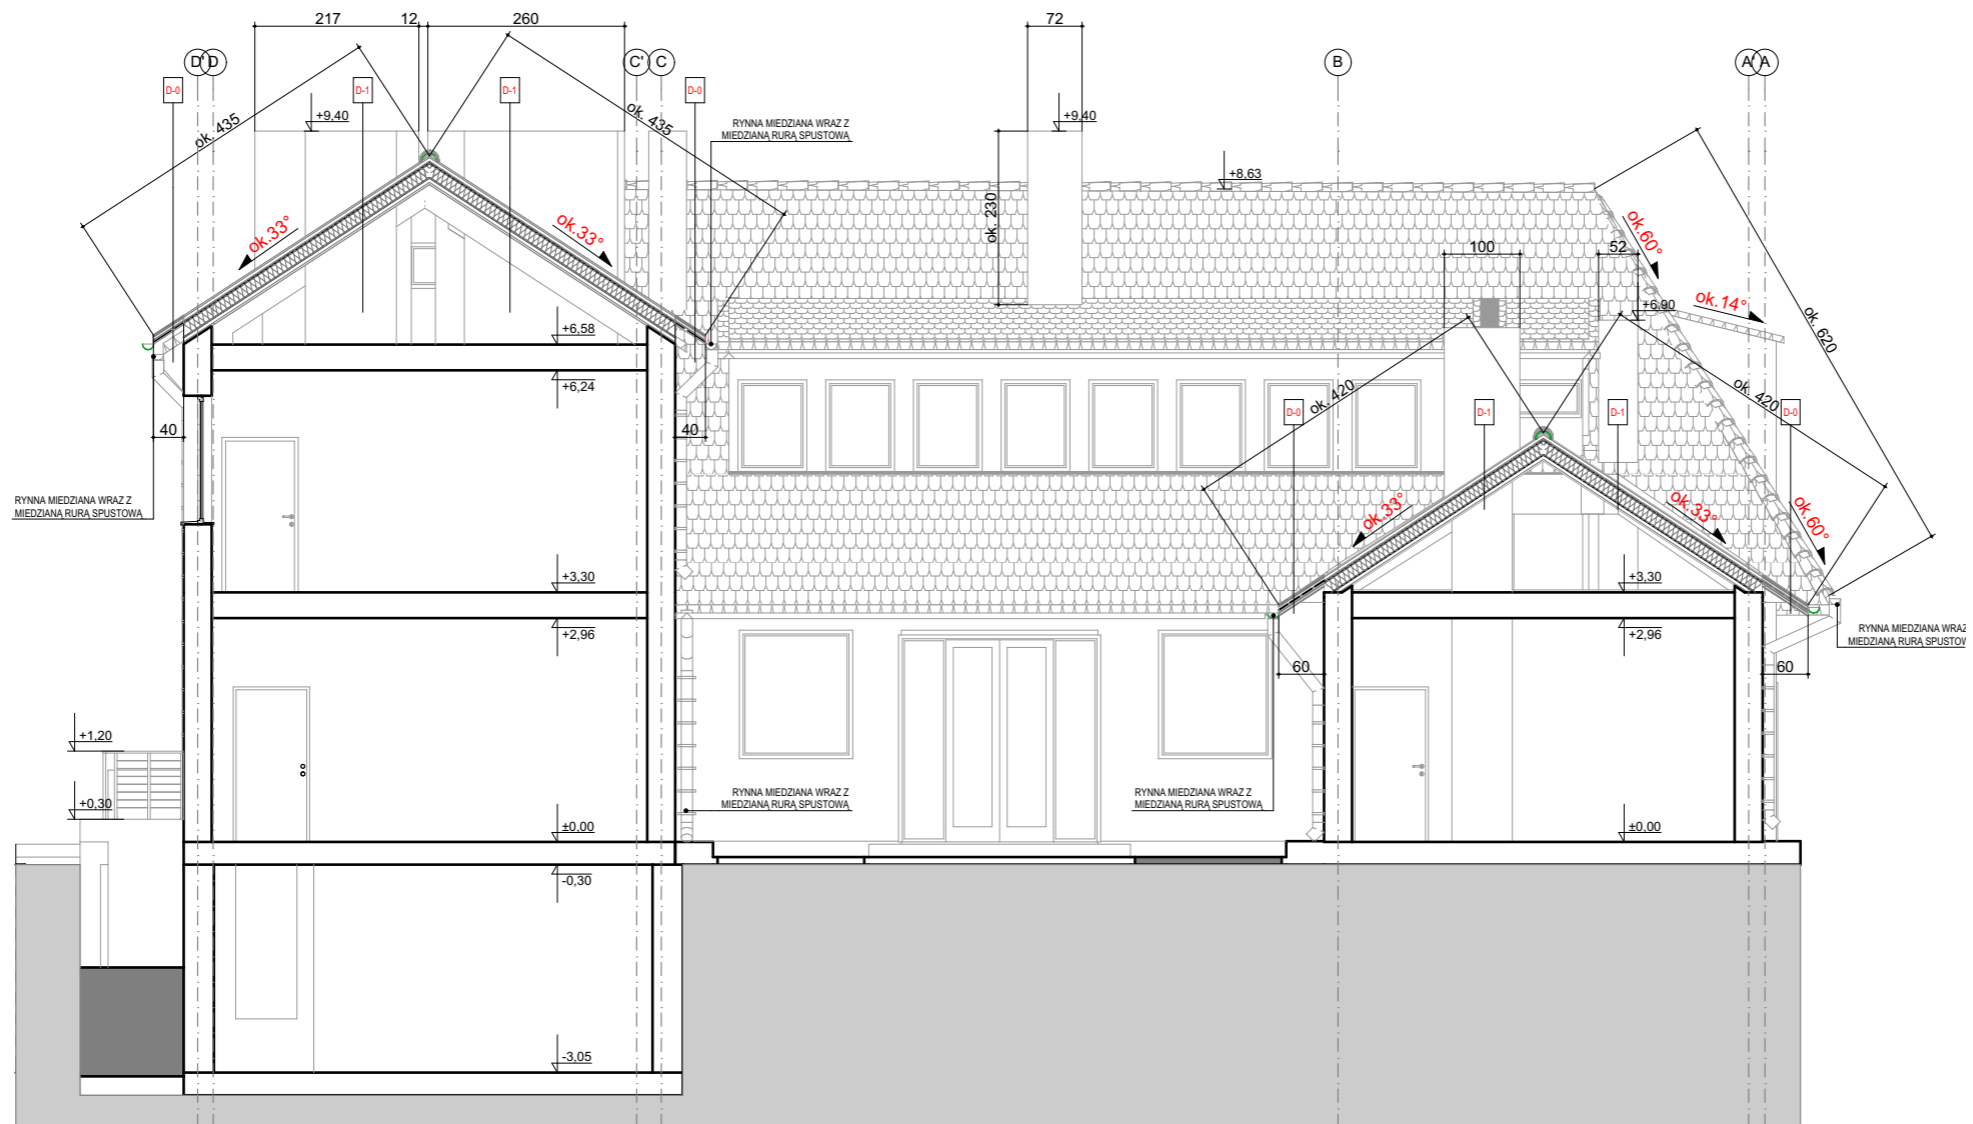 217
12
260
72
D'
D
C'
C
B
A'
A
D-0
D-1
D-1
D-0
ok. 435
ok. 435
+9,40
+9,40
RYNNA MIEDZIANA WRAZ Z
MIEDZIANĄ RURĄ SPUSTOWĄ
+8,63
ok. 230
ok.33°
ok.33°
ok.60°
100
52
+6,90
ok.14°
ok. 620
+6,58
+6,24
40
40
ok. 420
ok. 420
D-0
D-1
D-1
D-0
RYNNA MIEDZIANA WRAZ Z
MIEDZIANĄ RURĄ SPUSTOWĄ
ok.33°
ok.33°
ok.60°
+3,30
+3,30
+2,96
+2,96
RYNNA MIEDZIANA WRAZ
MIEDZIANĄ RURĄ SPUSTOW
60
60
+1,20
+0,30
RYNNA MIEDZIANA WRAZ Z
MIEDZIANĄ RURĄ SPUSTOWĄ
RYNNA MIEDZIANA WRAZ Z
MIEDZIANĄ RURĄ SPUSTOWĄ
±0,00
±0,00
-0,30
-3,05